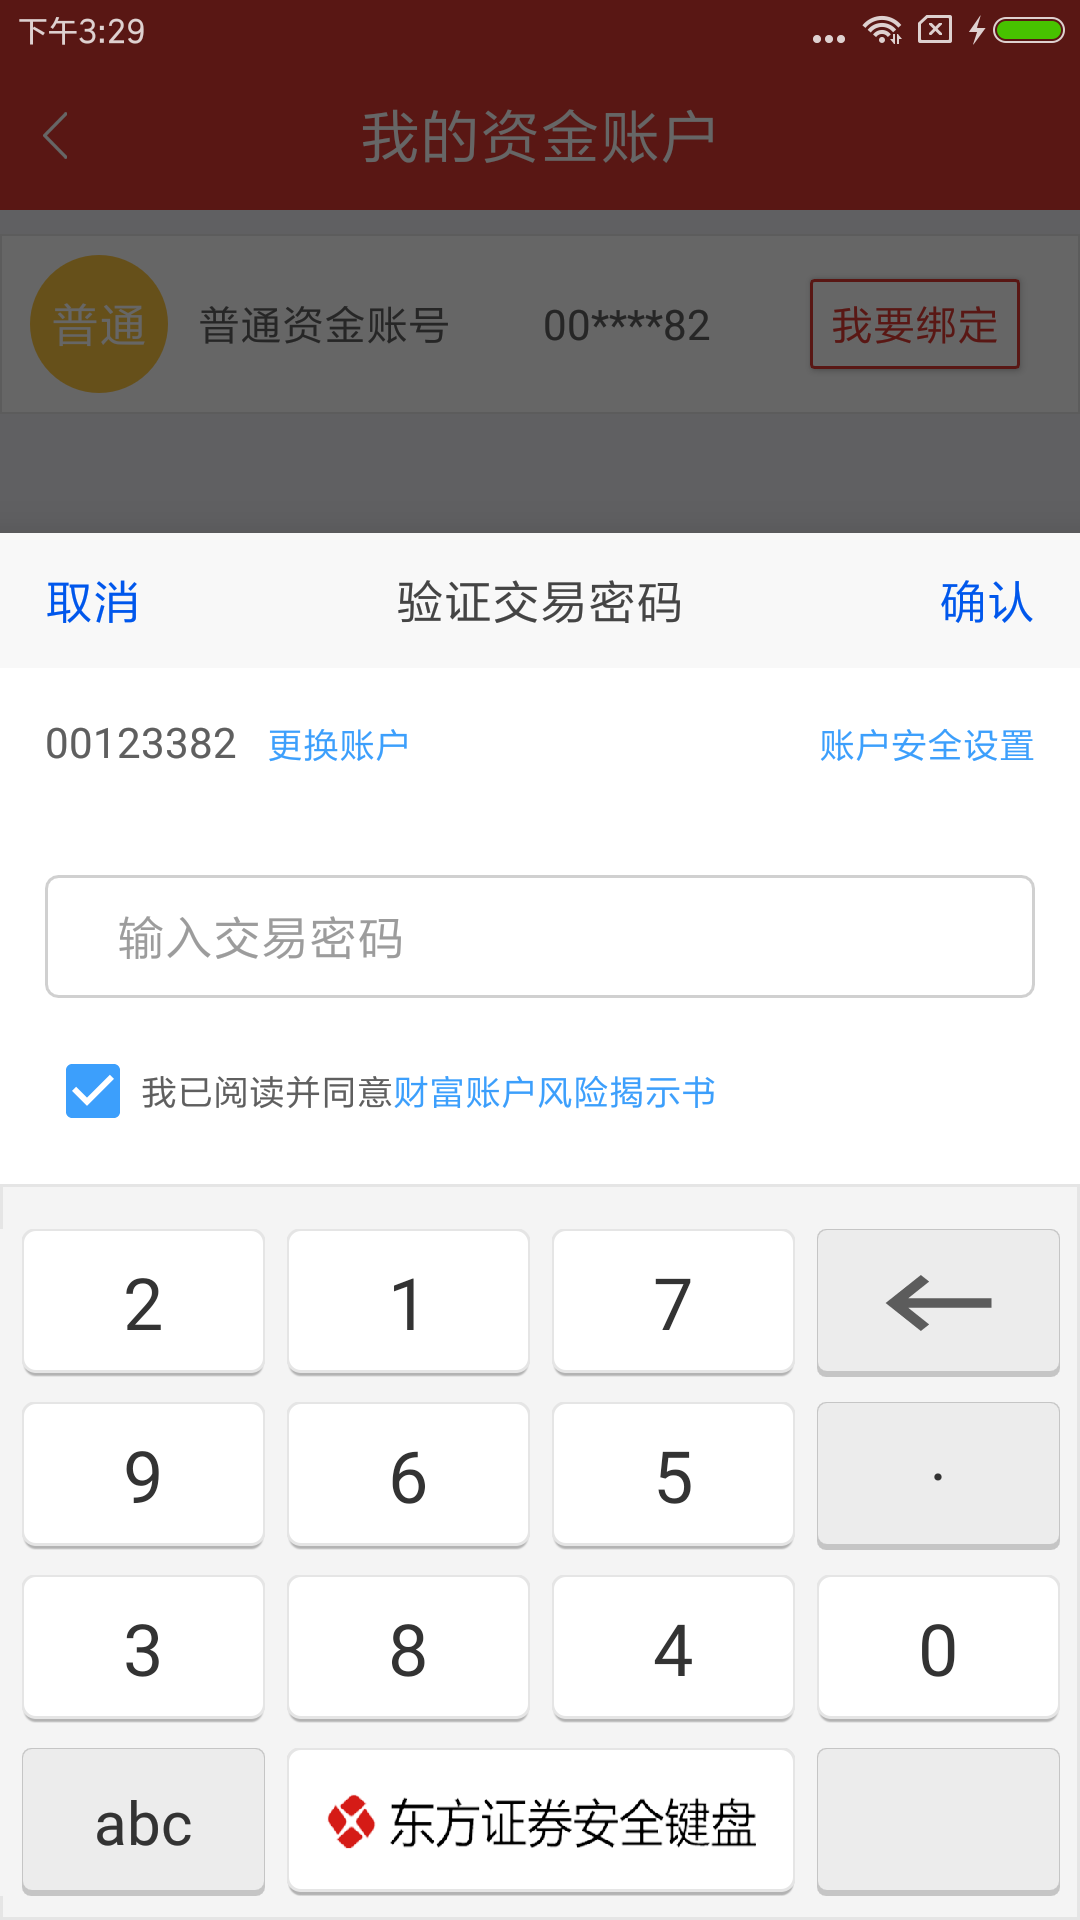 下午3:29
我的资金账户
普通 普通资金账号 00****82 我要绑定
取消 验证交易密码 确认
00123382 更换账户 账户安全设置
输入交易密码
我已阅读并同意财富账户风险揭示书
2 1 7
9 6 5 .
3 8 4 0
abc 东方证券安全键盘